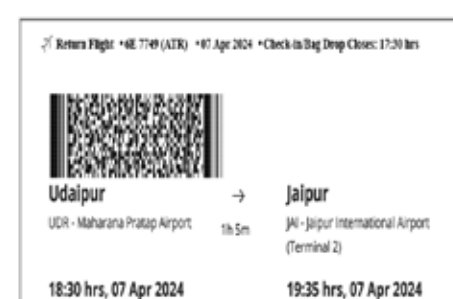 Return Flight • 6E 7749 (ATR) • 07 Apr 2024 • Check-in/Bag Drop Closes: 17:30 hrs
Udaipur → Jaipur
UDR - Maharana Pratap Airport 1h 5m JAI - Jaipur International Airport
(Terminal 2)
18:30 hrs, 07 Apr 2024 19:35 hrs, 07 Apr 2024